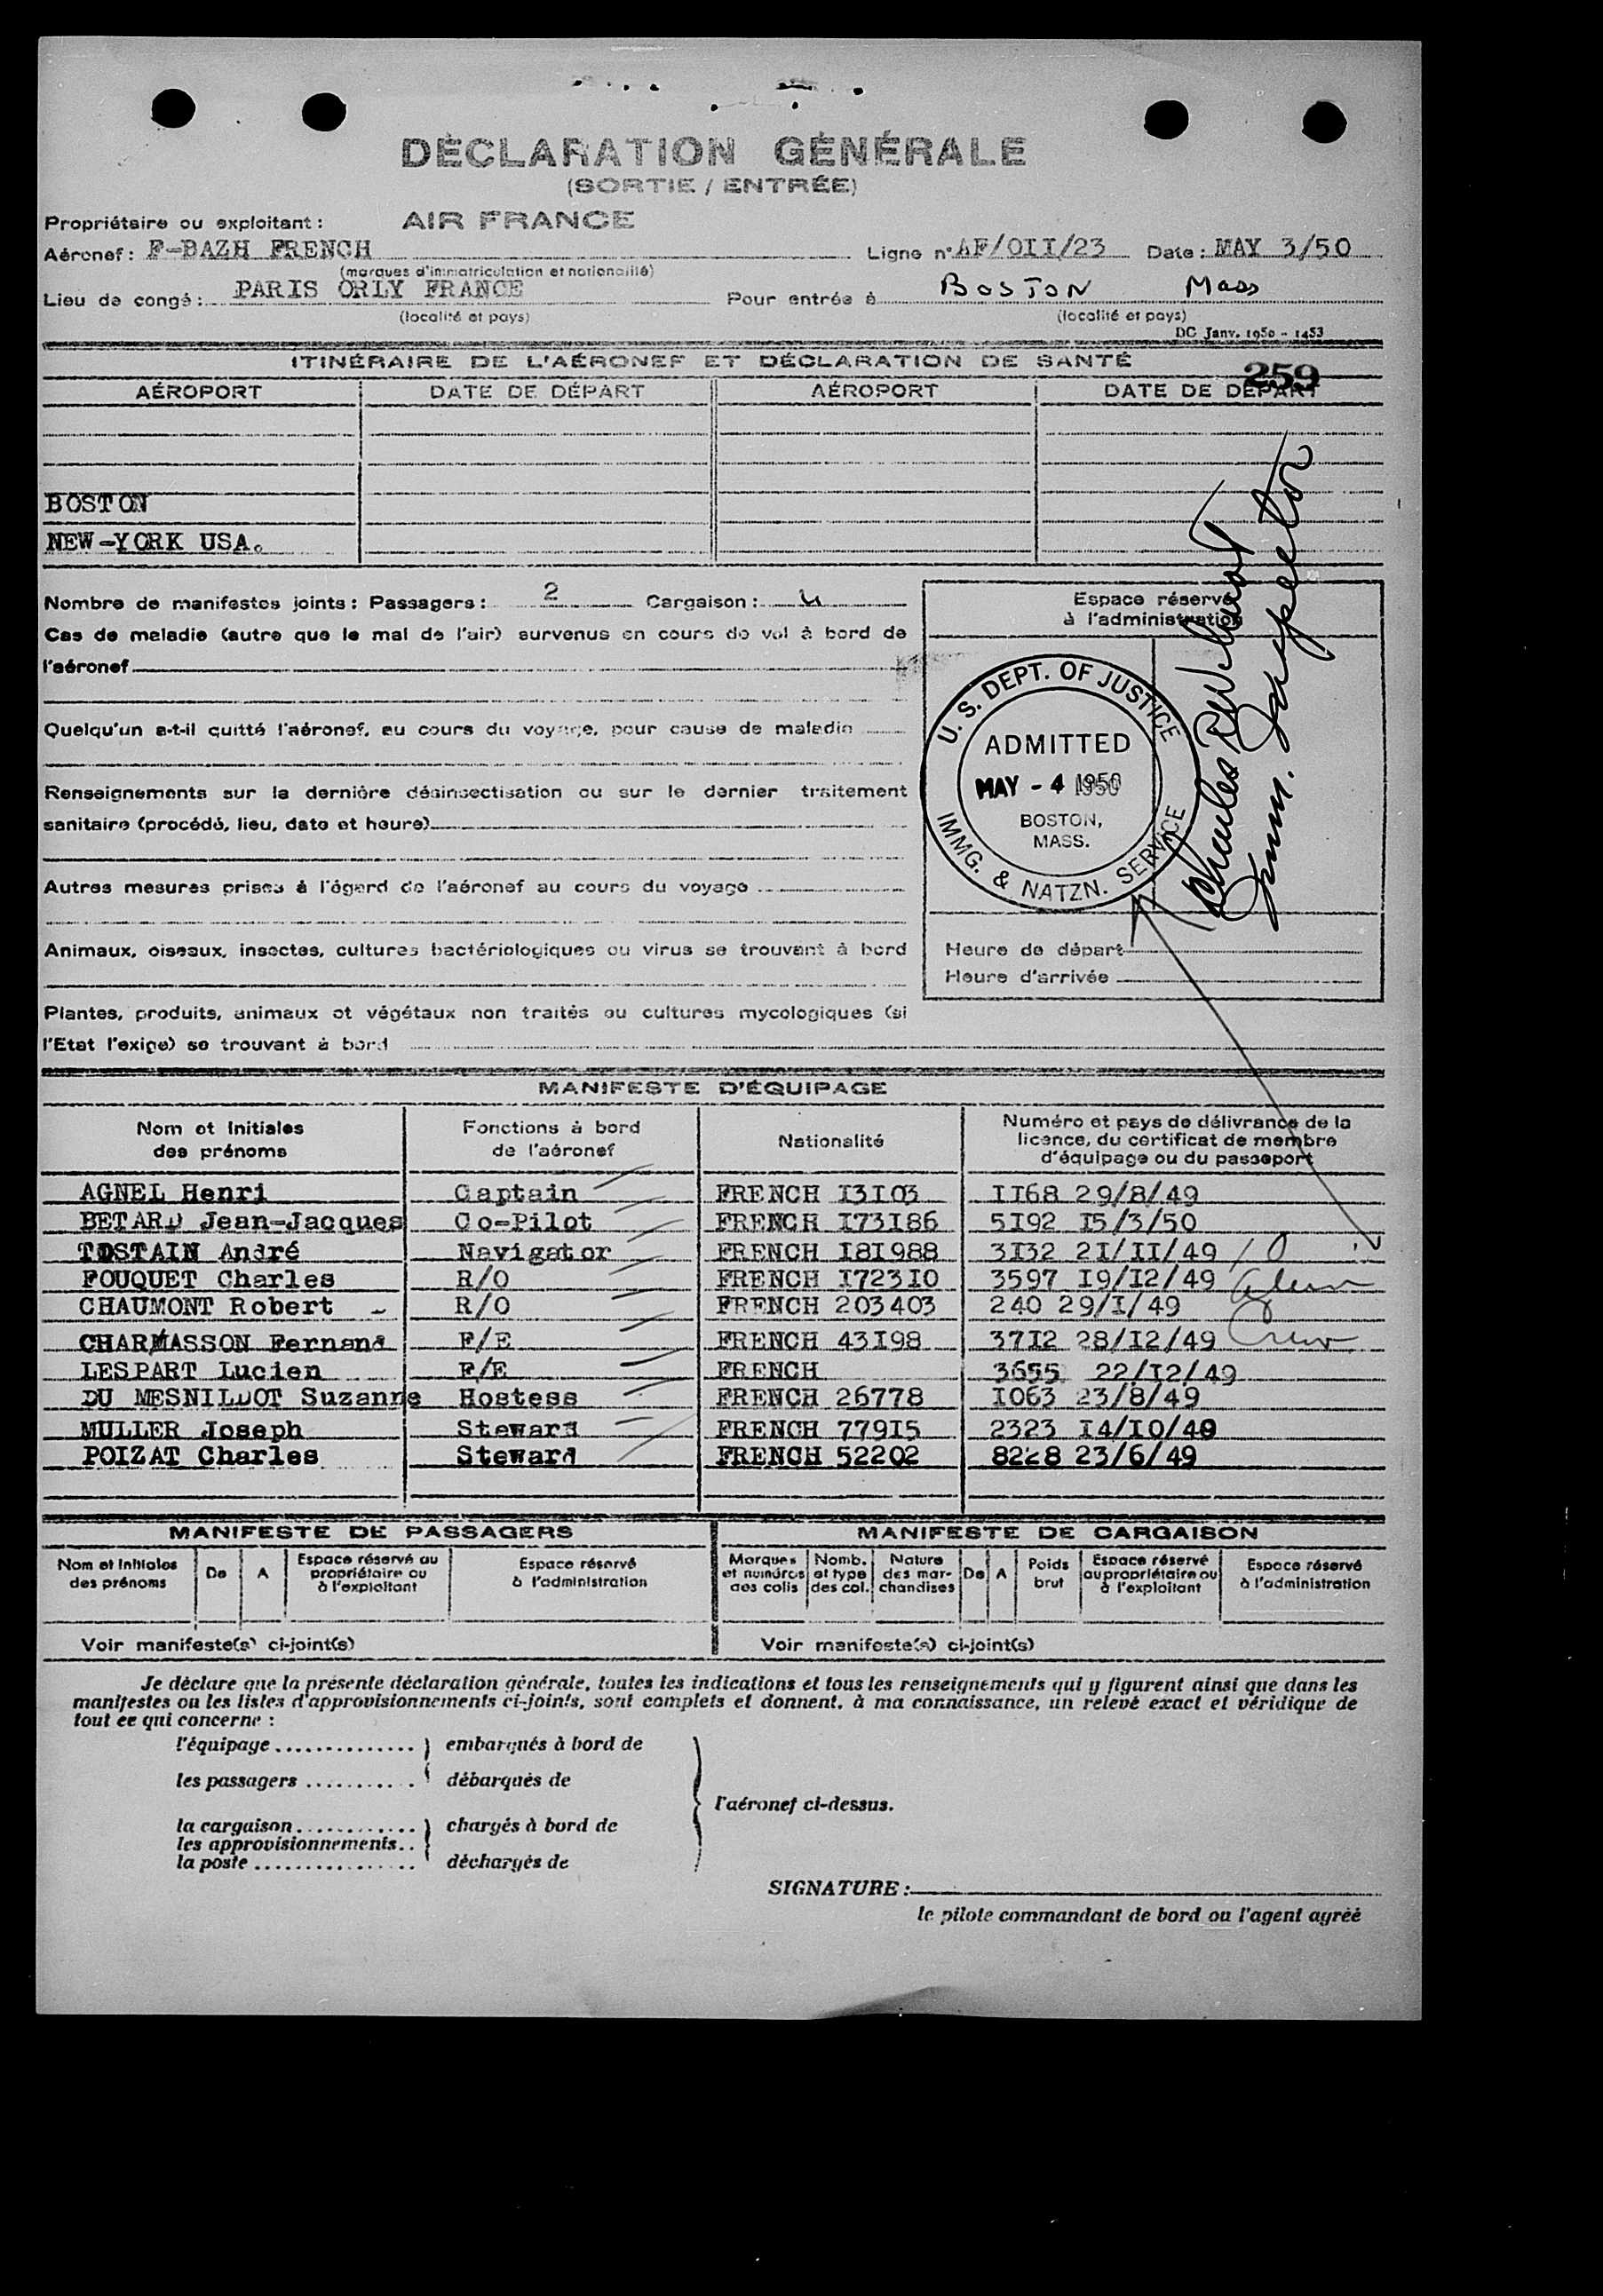 DÉCLARATION GÉNÉRALE
(SORTIE / ENTRÉE)
Propriétaire ou exploitant : AIR FRANCE
Aéronef : F-BAZH FRENCH Ligne n° AF/OII/23 Date : MAY 3/50
(marques d'immatriculation et nationalité)
Lieu de congé : PARIS ORLY FRANCE Pour entrée à BOSTON Mass
(localité et pays) (localité et pays)
DC Janv. 1950 - 1453
ITINÉRAIRE DE L'AÉRONEF ET DÉCLARATION DE SANTÉ
259
AÉROPORT DATE DE DÉPART AÉROPORT DATE DE DÉPART
BOSTON
NEW-YORK USA.
Nombre de manifestes joints : Passagers : 2 Cargaison : 4
Cas de maladie (autre que le mal de l'air) survenus en cours de vol à bord de
l'aéronef
Quelqu'un a-t-il quitté l'aéronef, au cours du voyage, pour cause de maladie
Renseignements sur la dernière désinsectisation ou sur le dernier traitement
sanitaire (procédé, lieu, date et heure)
Autres mesures prises à l'égard de l'aéronef au cours du voyage
Animaux, oiseaux, insectes, cultures bactériologiques ou virus se trouvant à bord
Plantes, produits, animaux et végétaux non traités ou cultures mycologiques (si
l'Etat l'exige) se trouvant à bord
Espace réservé
à l'administration
U. S. DEPT. OF JUSTICE
ADMITTED
MAY - 4 1950
BOSTON,
MASS.
IMMG. & NATZN. SERVICE
Charles
Imm. Inspector
Heure de départ
Heure d'arrivée
MANIFESTE D'ÉQUIPAGE
Nom et Initiales des prénoms Fonctions à bord de l'aéronef Nationalité Numéro et pays de délivrance de la licence, du certificat de membre d'équipage ou du passeport
AGNEL Henri Captain FRENCH I3I03 II68 29/8/49
BETARD Jean-Jacques Co-Pilot FRENCH I73I86 5I92 I5/3/50
TOSTAIN André Navigator FRENCH I8I988 3I32 2I/II/49 / O
FOUQUET Charles R/O FRENCH I723IO 3597 I9/I2/49 alien
CHAUMONT Robert R/O FRENCH 203403 240 29/I/49
CHARMASSON Fernand F/E FRENCH 43I98 37I2 28/I2/49 Crew
LESPART Lucien F/E FRENCH 3655 22/I2/49
DU MESNILDOT Suzanne Hostess FRENCH 26778 I063 23/8/49
MULLER Joseph Steward FRENCH 779I5 2323 I4/IO/49
POIZAT Charles Steward FRENCH 52202 8228 23/6/49
MANIFESTE DE PASSAGERS MANIFESTE DE CARGAISON
Nom et Initiales des prénoms De A Espace réservé au propriétaire ou à l'exploitant Espace réservé à l'administration Marques et numéros des colis Nomb. et type des col. Nature des marchandises De A Poids brut Espace réservé au propriétaire ou à l'exploitant Espace réservé à l'administration
Voir manifeste(s) ci-joint(s) Voir manifeste(s) ci-joint(s)
Je déclare que la présente déclaration générale, toutes les indications et tous les renseignements qui y figurent ainsi que dans les
manifestes ou les listes d'approvisionnements ci-joints, sont complets et donnent, à ma connaissance, un relevé exact et véridique de
tout ce qui concerne :
l'équipage .............. embarqués à bord de
les passagers ........... débarqués de
l'aéronef ci-dessus.
la cargaison ............ chargés à bord de
les approvisionnements..
la poste ................ déchargés de
SIGNATURE :
le pilote commandant de bord ou l'agent agréé